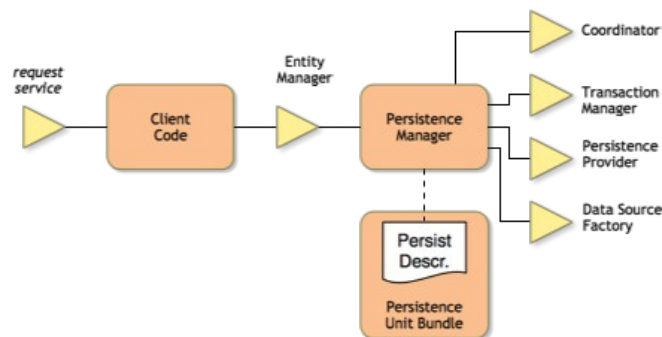 request
service
Client
Code
Entity
Manager
Persistence
Manager
Coordinator
Transaction
Manager
Persistence
Provider
Data Source
Factory
Persist
Descr.
Persistence
Unit Bundle